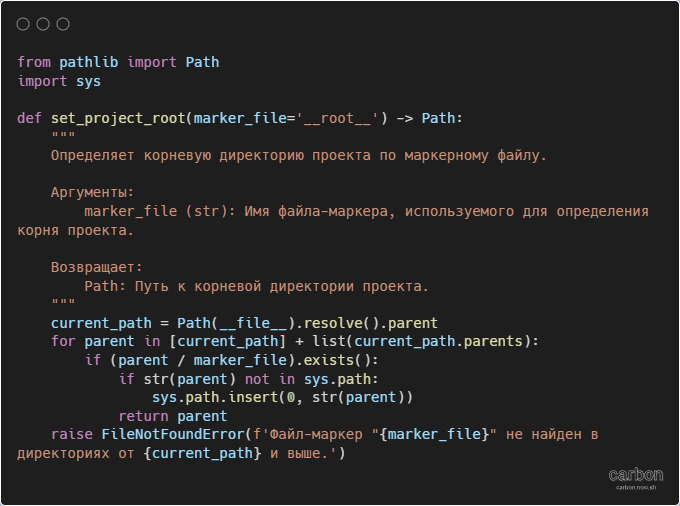 from pathlib import Path
import sys

def set_project_root(marker_file='__root__') -> Path:
    """
    Определяет корневую директорию проекта по маркерному файлу.

    Аргументы:
        marker_file (str): Имя файла-маркера, используемого для определения
корня проекта.

    Возвращает:
        Path: Путь к корневой директории проекта.
    """
    current_path = Path(__file__).resolve().parent
    for parent in [current_path] + list(current_path.parents):
        if (parent / marker_file).exists():
            if str(parent) not in sys.path:
                sys.path.insert(0, str(parent))
            return parent
    raise FileNotFoundError(f'Файл-маркер "{marker_file}" не найден в
директориях от {current_path} и выше.')
carbon
carbon.now.sh